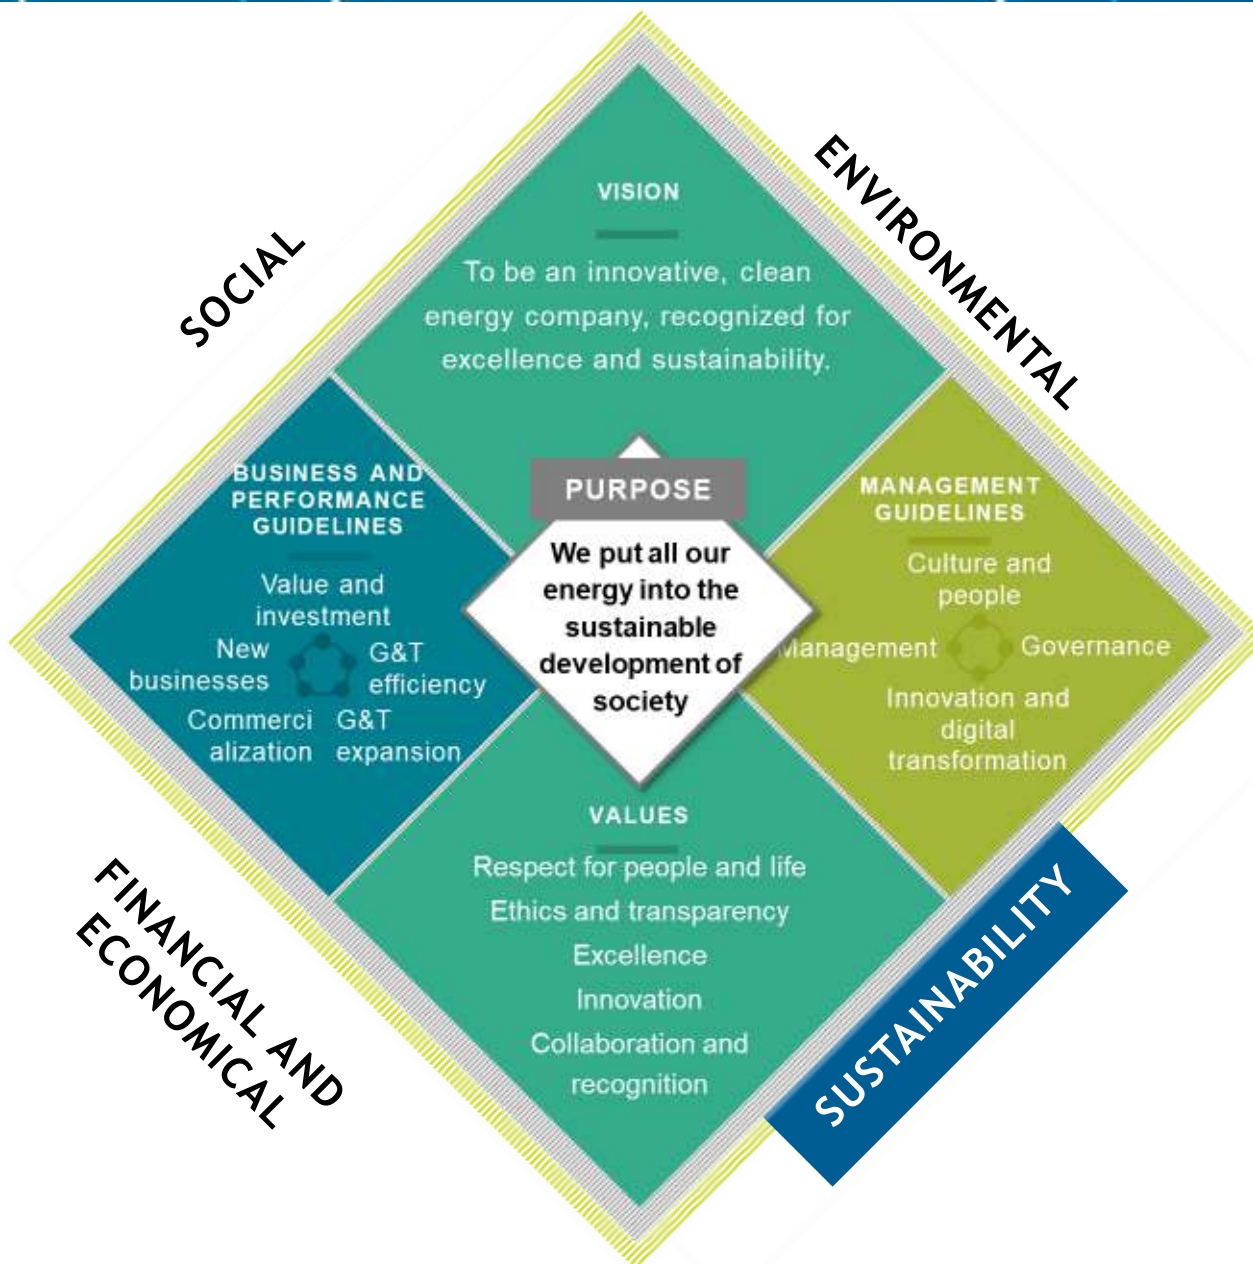 SOCIAL
ENVIRONMENTAL
VISION
To be an innovative, clean
energy company, recognized for
excellence and sustainability.
BUSINESS AND
PERFORMANCE
GUIDELINES
Value and
investment
New
businesses
G&T
efficiency
Commerci
alization
G&T
expansion
PURPOSE
We put all our
energy into the
sustainable
development of
society
MANAGEMENT
GUIDELINES
Culture and
people
Management
Governance
Innovation and
digital
transformation
VALUES
Respect for people and life
Ethics and transparency
Excellence
Innovation
Collaboration and
recognition
FINANCIAL AND
ECONOMICAL
SUSTAINABILITY